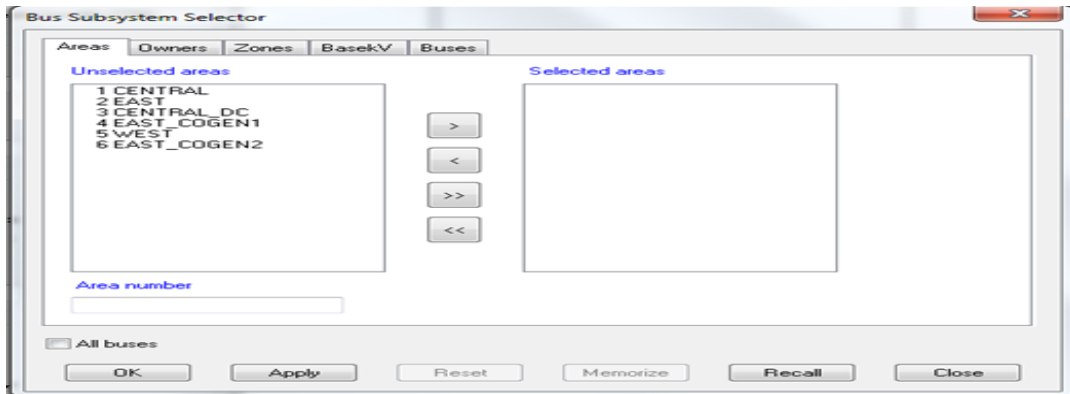 Bus Subsystem Selector
Areas Owners Zones BasekV Buses
Unselected areas
Selected areas
1 CENTRAL
2 EAST
3 CENTRAL_DC
4 EAST_COGEN1
5 WEST
6 EAST_COGEN2
>
<
>>
<<
Area number
All buses
OK Apply Reset Memorize Recall Close